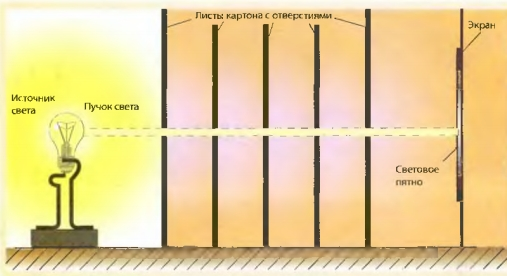 Листы картона с отверстиями
Экран
Источник
света
Пучок света
Световое
пятно